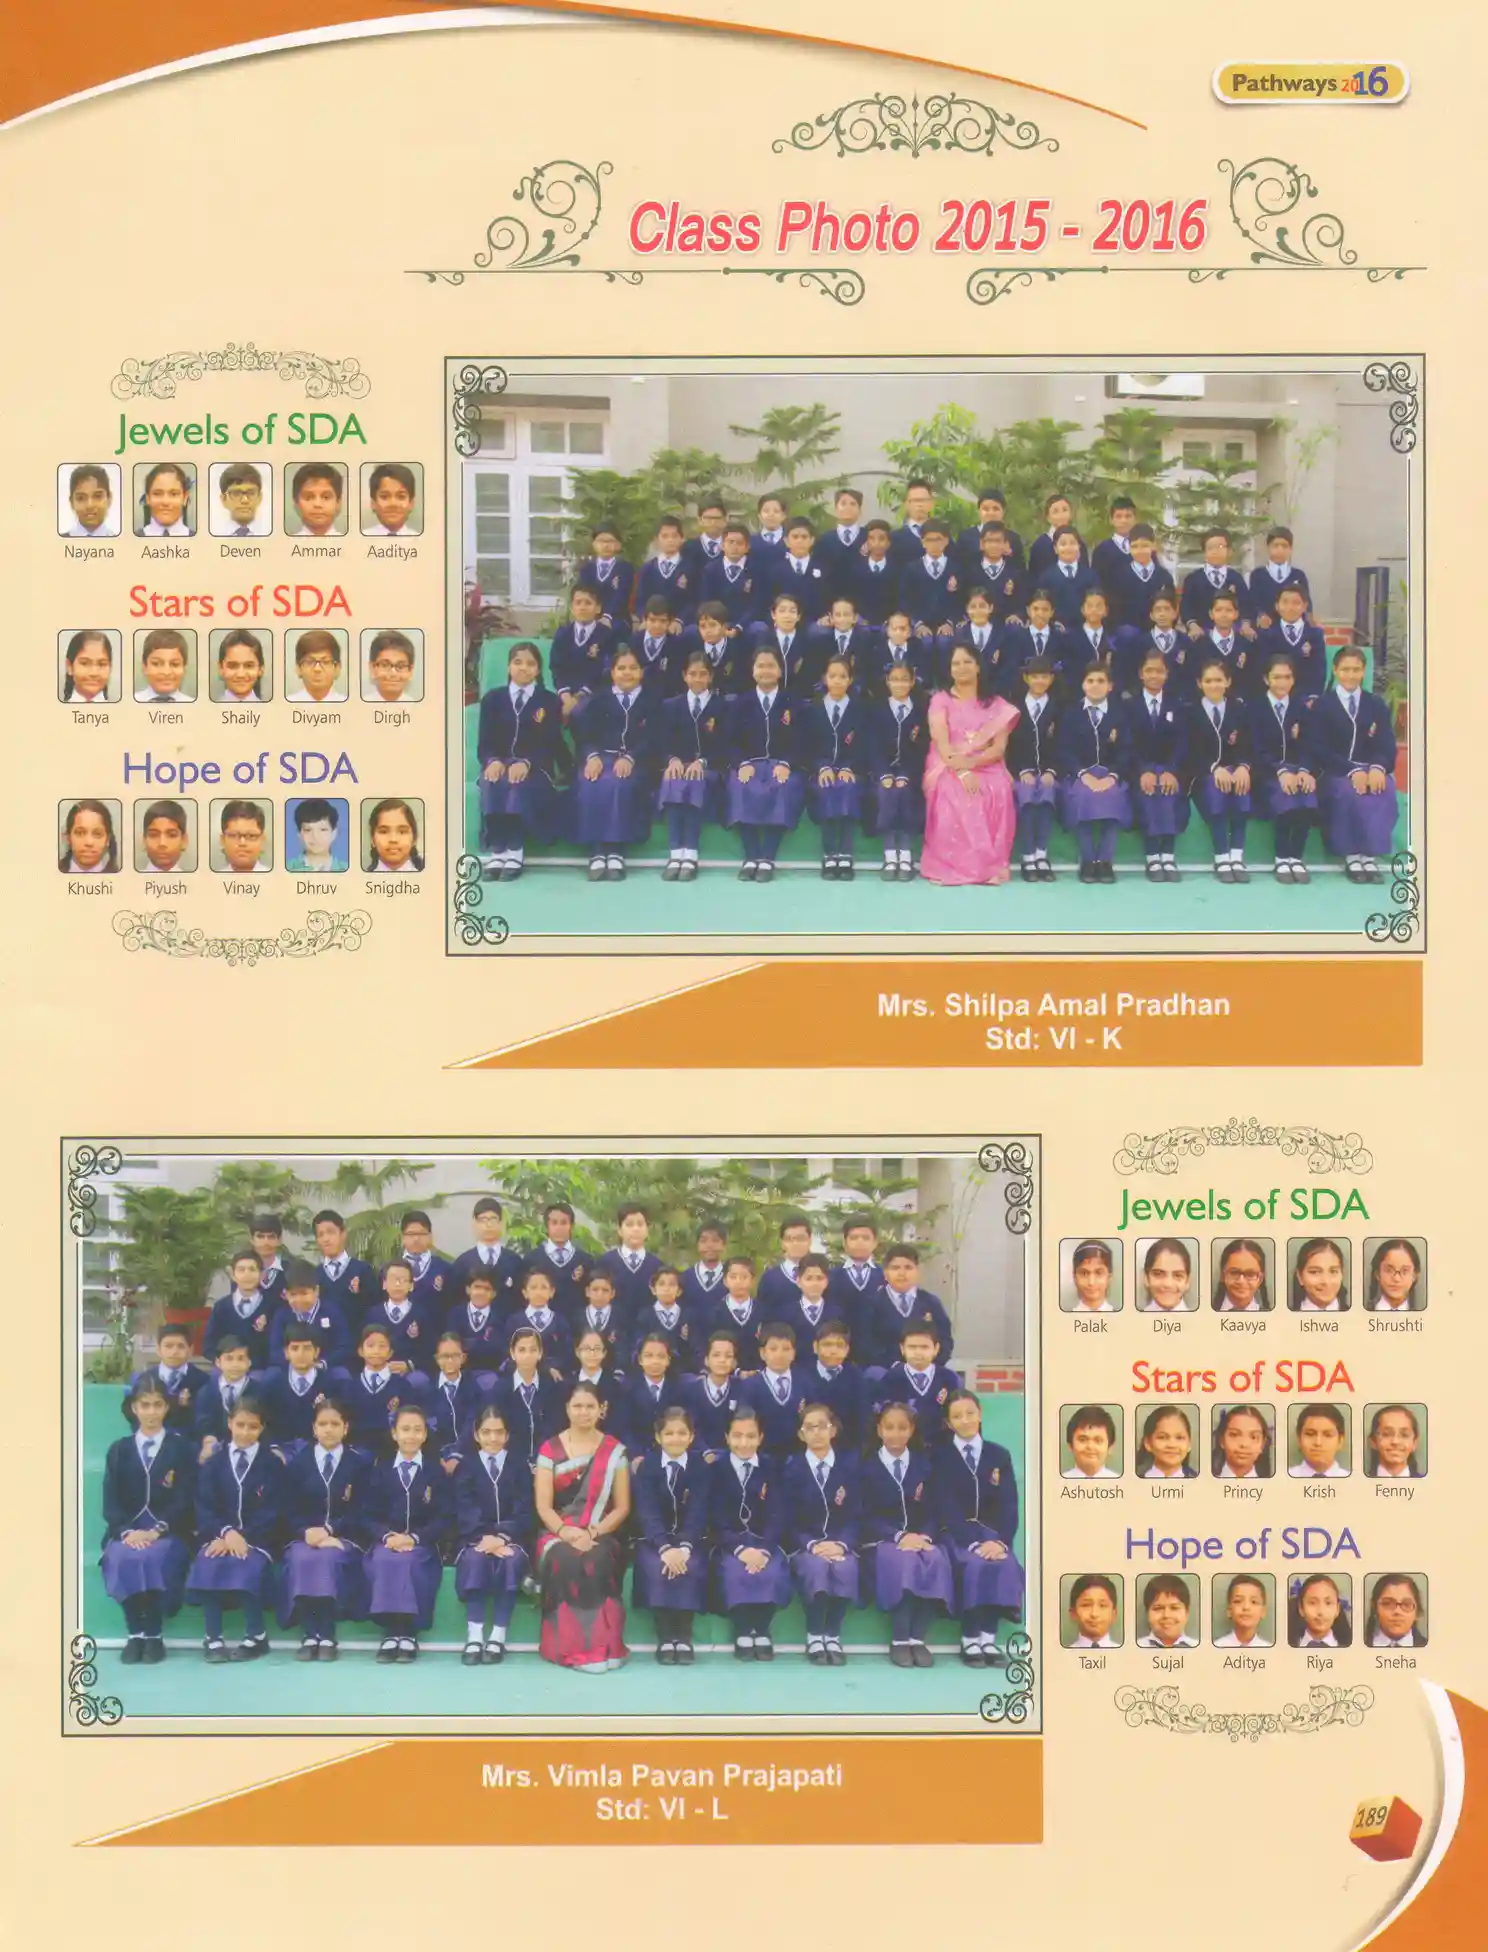 Pathways 2016
Class Photo 2015 - 2016
Jewels of SDA
Nayana Aashka Deven Ammar Aaditya
Stars of SDA
Tanya Viren Shaily Divyam Dirgh
Hope of SDA
Khushi Piyush Vinay Dhruv Snigdha
Mrs. Shilpa Amal Pradhan
Std: VI - K
Jewels of SDA
Palak Diya Kaavya Ishwa Shrushti
Stars of SDA
Ashutosh Urmi Princy Krish Fenny
Hope of SDA
Taxil Sujal Aditya Riya Sneha
Mrs. Vimla Pavan Prajapati
Std: VI - L
189